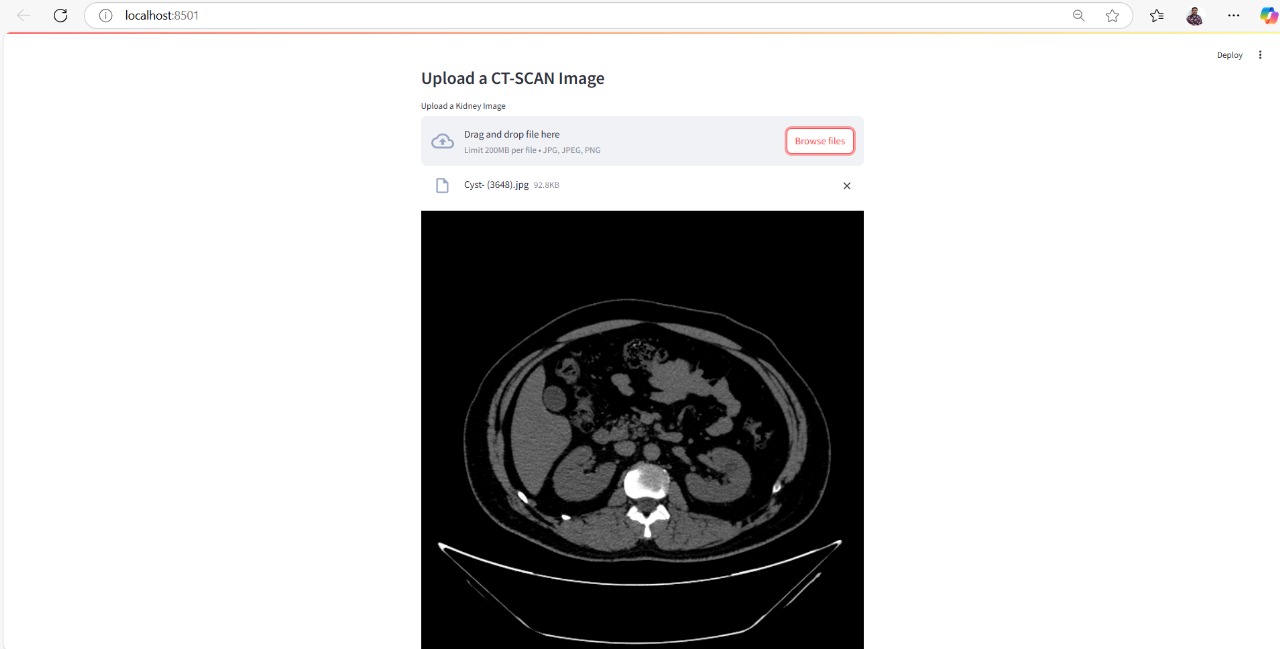 localhost:8501
Deploy
Upload a CT-SCAN Image
Upload a Kidney Image
Drag and drop file here
Limit 200MB per file • JPG, JPEG, PNG
Browse files
Cyst- (3648).jpg 92.8KB